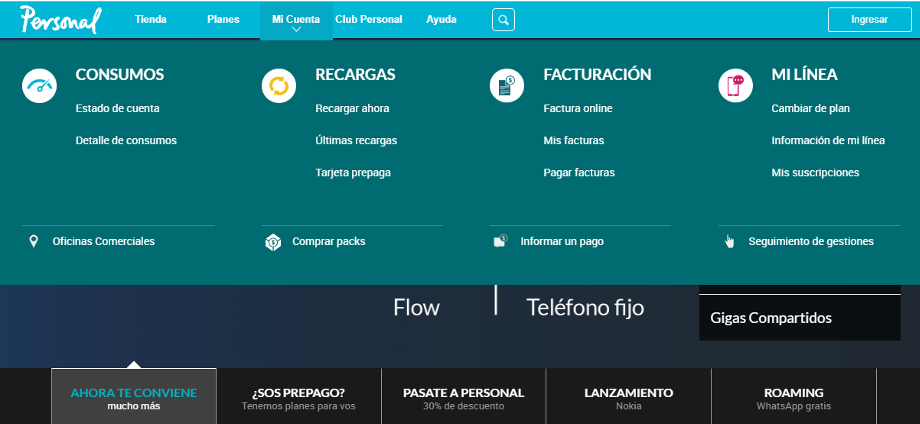 Personal Tienda Planes Mi Cuenta Club Personal Ayuda Ingresar
CONSUMOS
Estado de cuenta
Detalle de consumos
Oficinas Comerciales
RECARGAS
Recargar ahora
Últimas recargas
Tarjeta prepaga
Comprar packs
FACTURACIÓN
Factura online
Mis facturas
Pagar facturas
Informar un pago
MI LÍNEA
Cambiar de plan
Información de mi línea
Mis suscripciones
Seguimiento de gestiones
Flow
Teléfono fijo
Gigas Compartidos
AHORA TE CONVIENE
mucho más
¿SOS PREPAGO?
Tenemos planes para vos
PASATE A PERSONAL
30% de descuento
LANZAMIENTO
Nokia
ROAMING
WhatsApp gratis